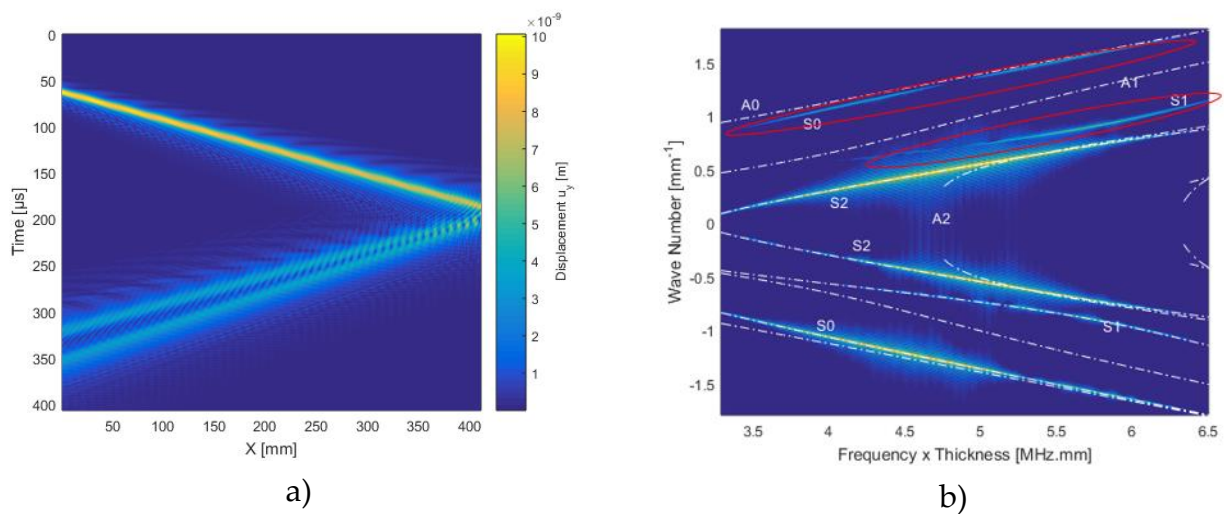 ×10⁻⁹
0
50
100
150
200
250
300
350
400
Time [µs]
50
100
150
200
250
300
350
400
X [mm]
10
9
8
7
6
5
4
3
2
1
Displacement u_y [m]
a)
1.5
1
0.5
0
-0.5
-1
-1.5
Wave Number [mm⁻¹]
A0
S0
A1
S1
S2
A2
S2
S0
S1
3.5
4
4.5
5
5.5
6
6.5
Frequency x Thickness [MHz.mm]
b)